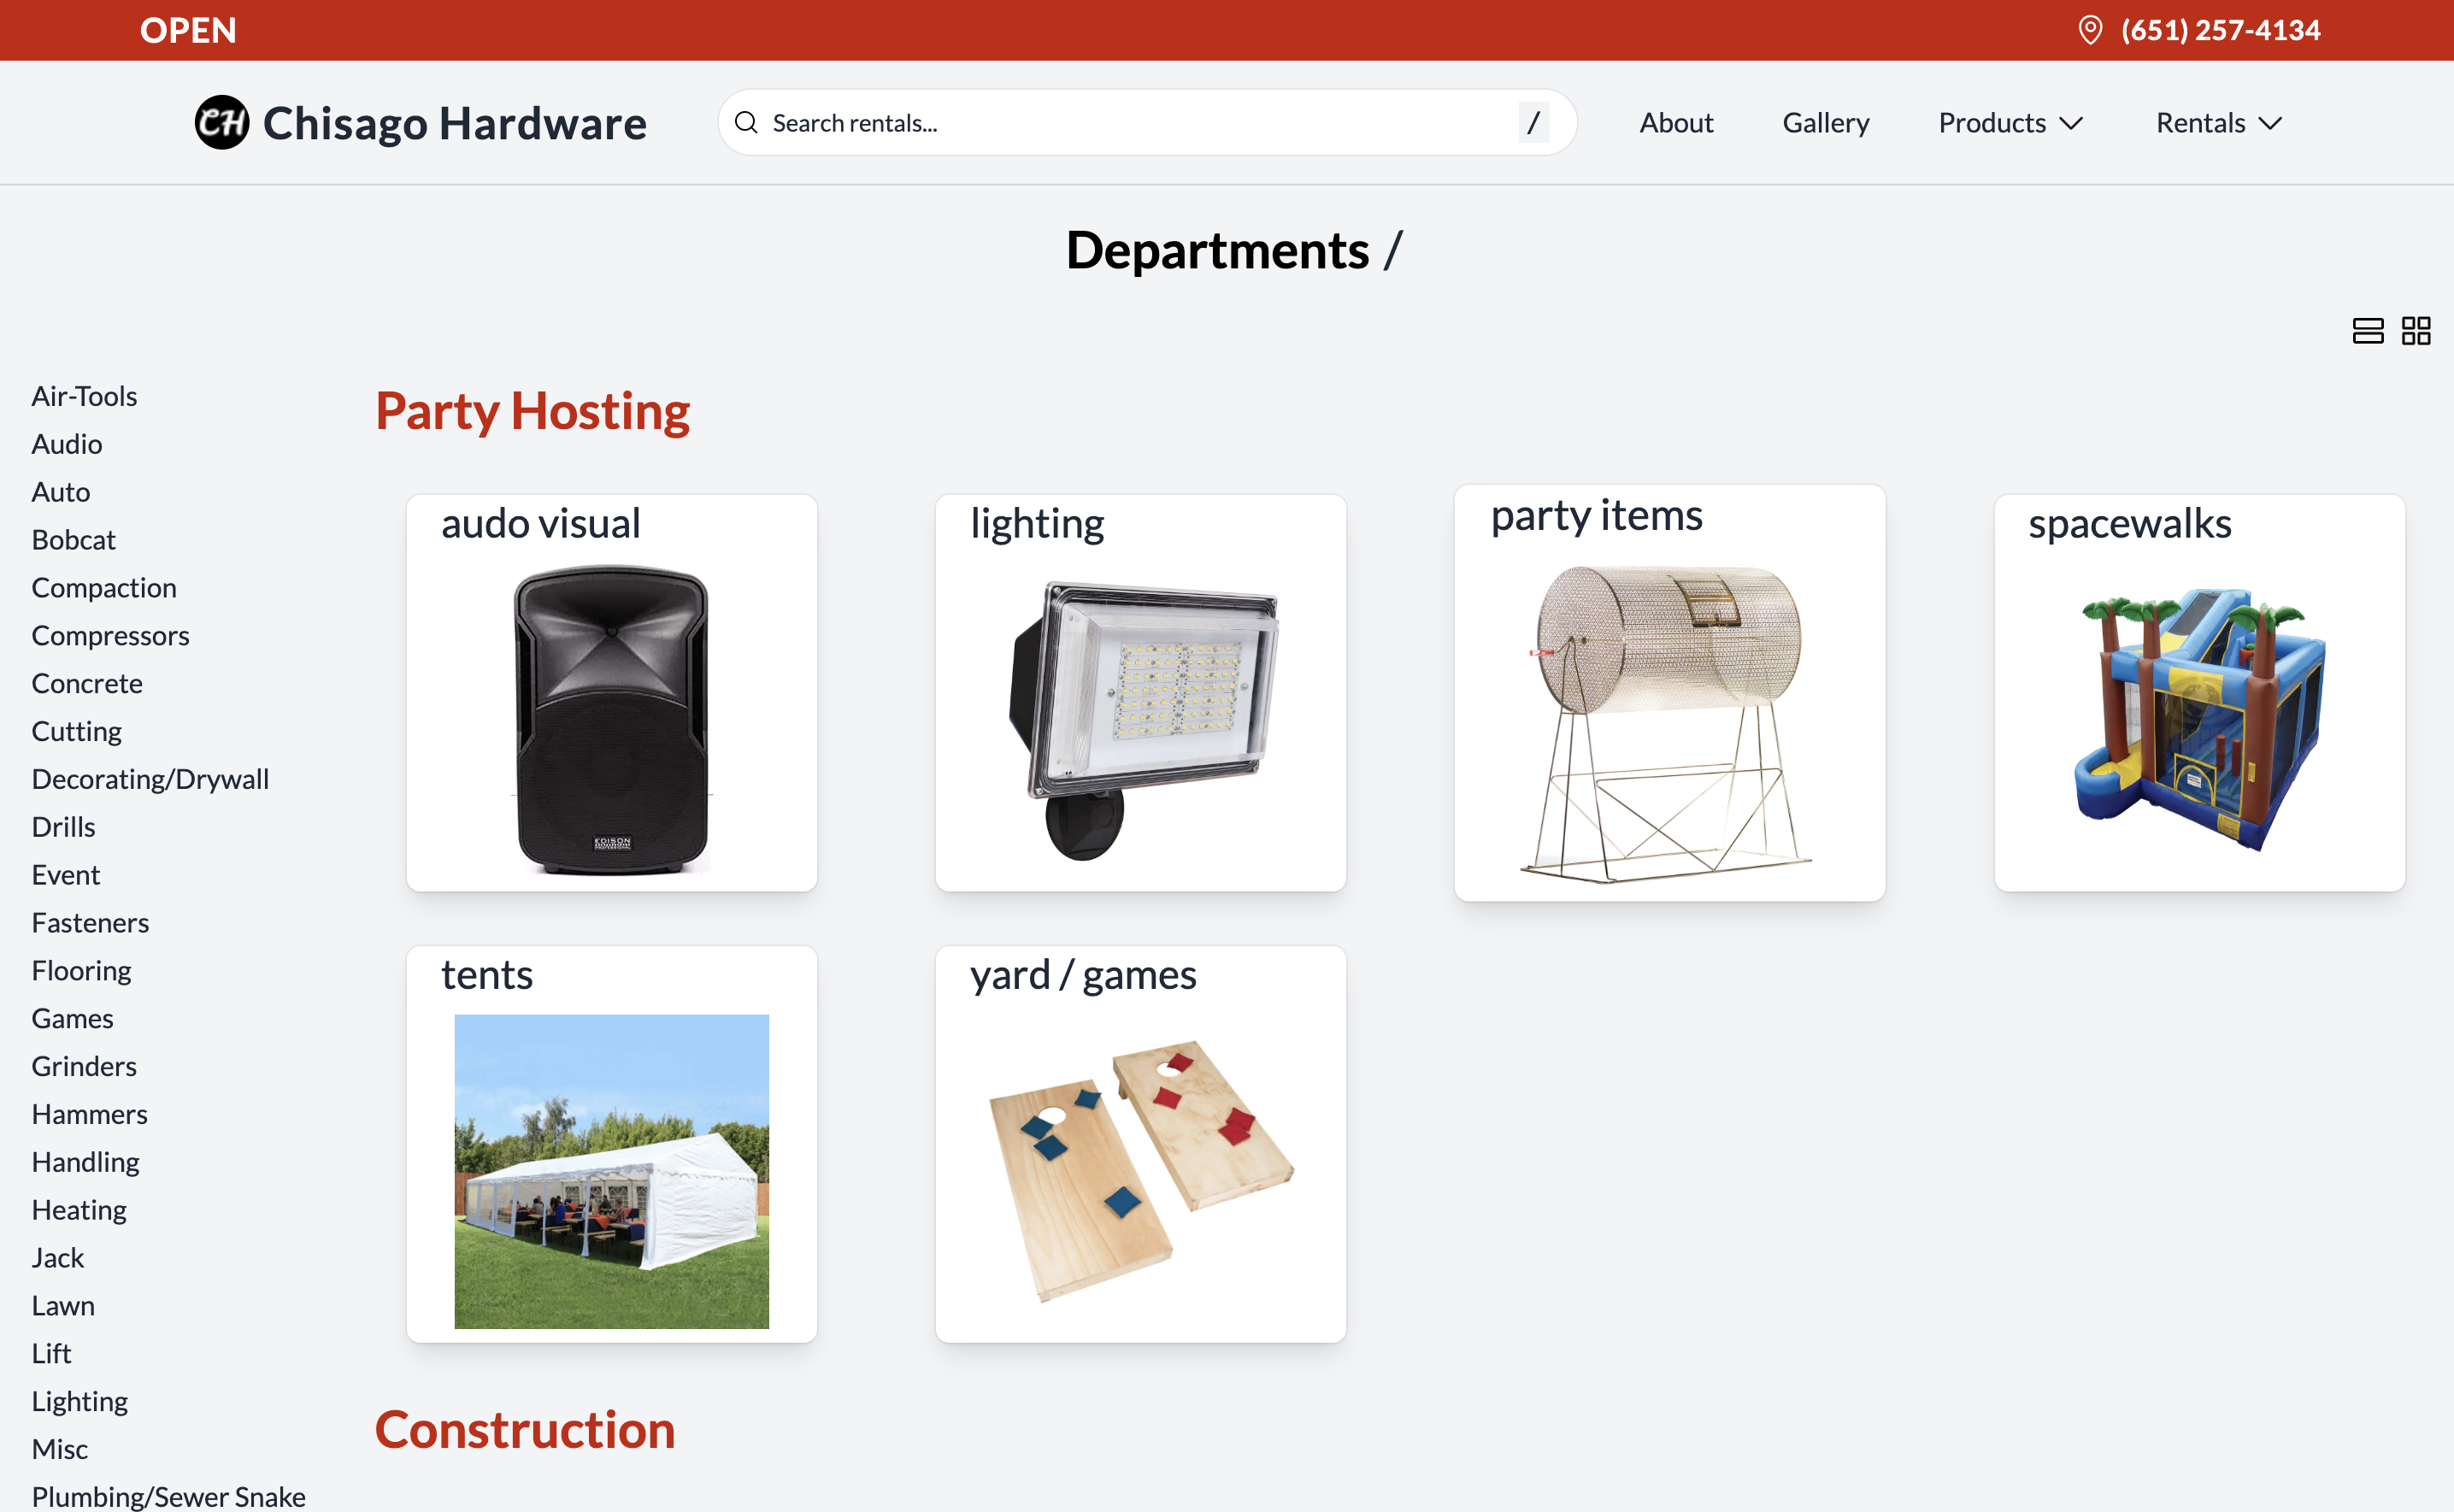 OPEN
(651) 257-4134
CH Chisago Hardware
Search rentals...
/
About
Gallery
Products
Rentals
Departments /
Air-Tools
Audio
Auto
Bobcat
Compaction
Compressors
Concrete
Cutting
Decorating/Drywall
Drills
Event
Fasteners
Flooring
Games
Grinders
Hammers
Handling
Heating
Jack
Lawn
Lift
Lighting
Misc
Plumbing/Sewer Snake
Party Hosting
audo visual
EDISON
lighting
party items
spacewalks
tents
yard / games
Construction